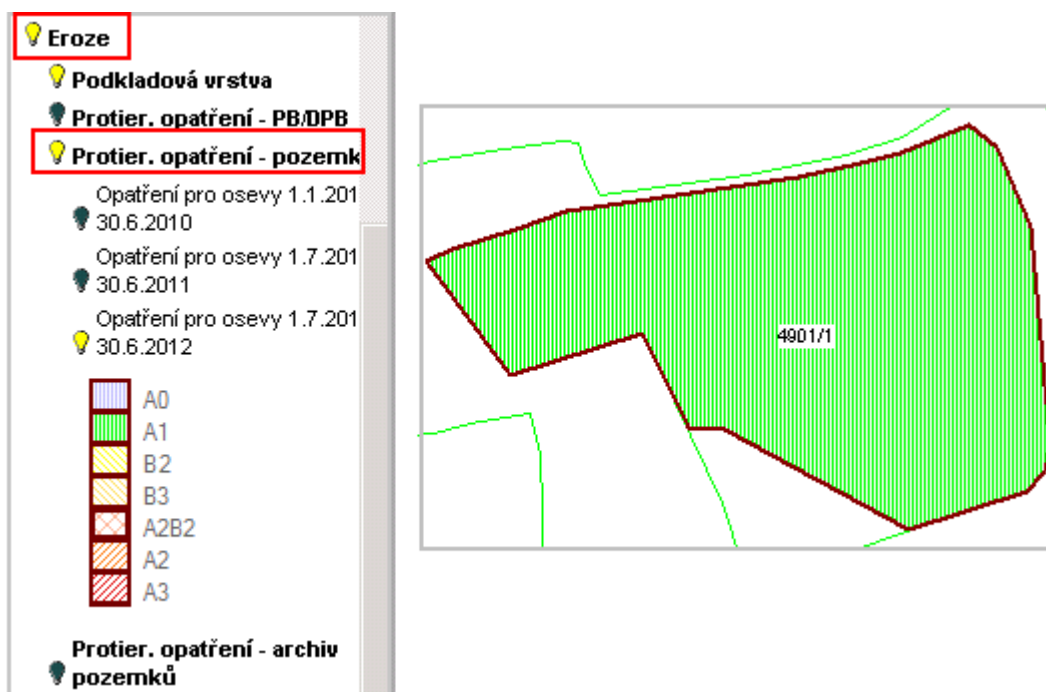 Eroze
Podkladová vrstva
Protier. opatření - PB/DPB
Protier. opatření - pozemk
Opatření pro osevy 1.1.201
30.6.2010
Opatření pro osevy 1.7.201
30.6.2011
Opatření pro osevy 1.7.201
30.6.2012
A0
A1
B2
B3
A2B2
A2
A3
Protier. opatření - archiv
pozemků
4901/1